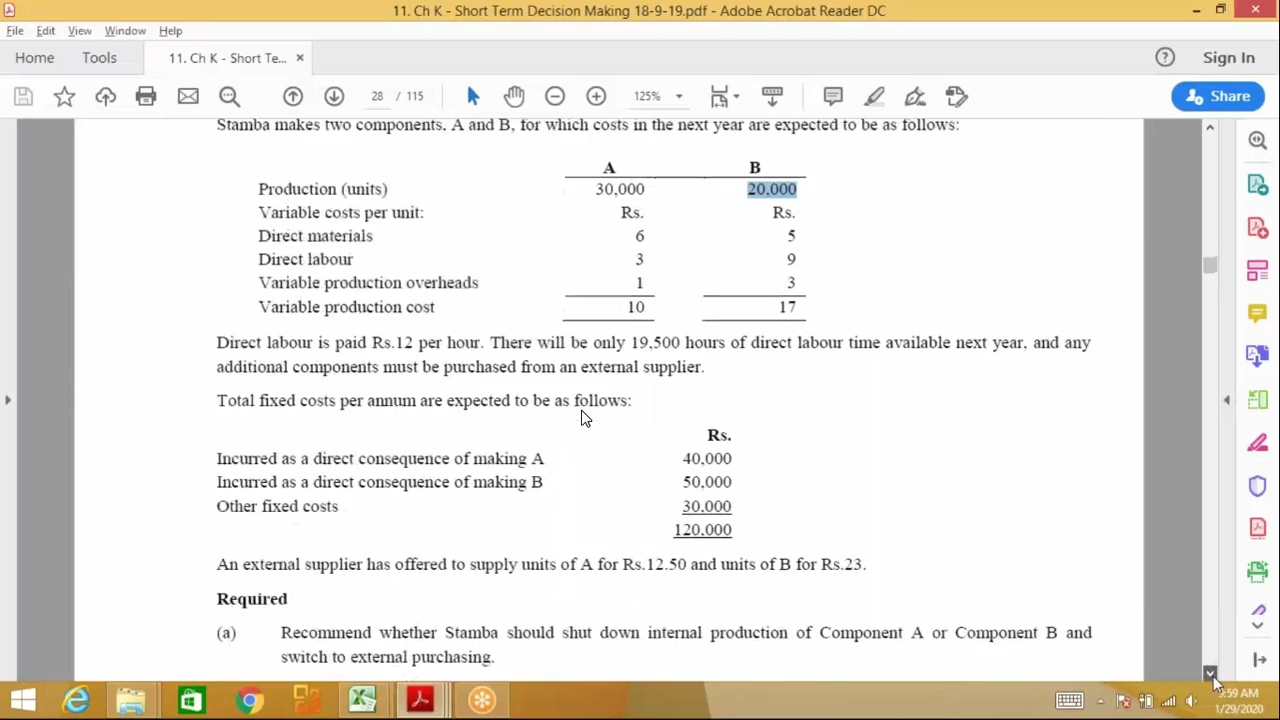 11. Ch K - Short Term Decision Making 18-9-19.pdf - Adobe Acrobat Reader DC
File Edit View Window Help
Home Tools 11. Ch K - Short Te... × Sign In
28 / 115 125% Share
Stamba makes two components, A and B, for which costs in the next year are expected to be as follows:
A B
Production (units) 30,000 20,000
Variable costs per unit: Rs. Rs.
Direct materials 6 5
Direct labour 3 9
Variable production overheads 1 3
Variable production cost 10 17
Direct labour is paid Rs.12 per hour. There will be only 19,500 hours of direct labour time available next year, and any
additional components must be purchased from an external supplier.
Total fixed costs per annum are expected to be as follows:
Rs.
Incurred as a direct consequence of making A 40,000
Incurred as a direct consequence of making B 50,000
Other fixed costs 30,000
120,000
An external supplier has offered to supply units of A for Rs.12.50 and units of B for Rs.23.
Required
(a) Recommend whether Stamba should shut down internal production of Component A or Component B and
switch to external purchasing.
9:59 AM
1/29/2020